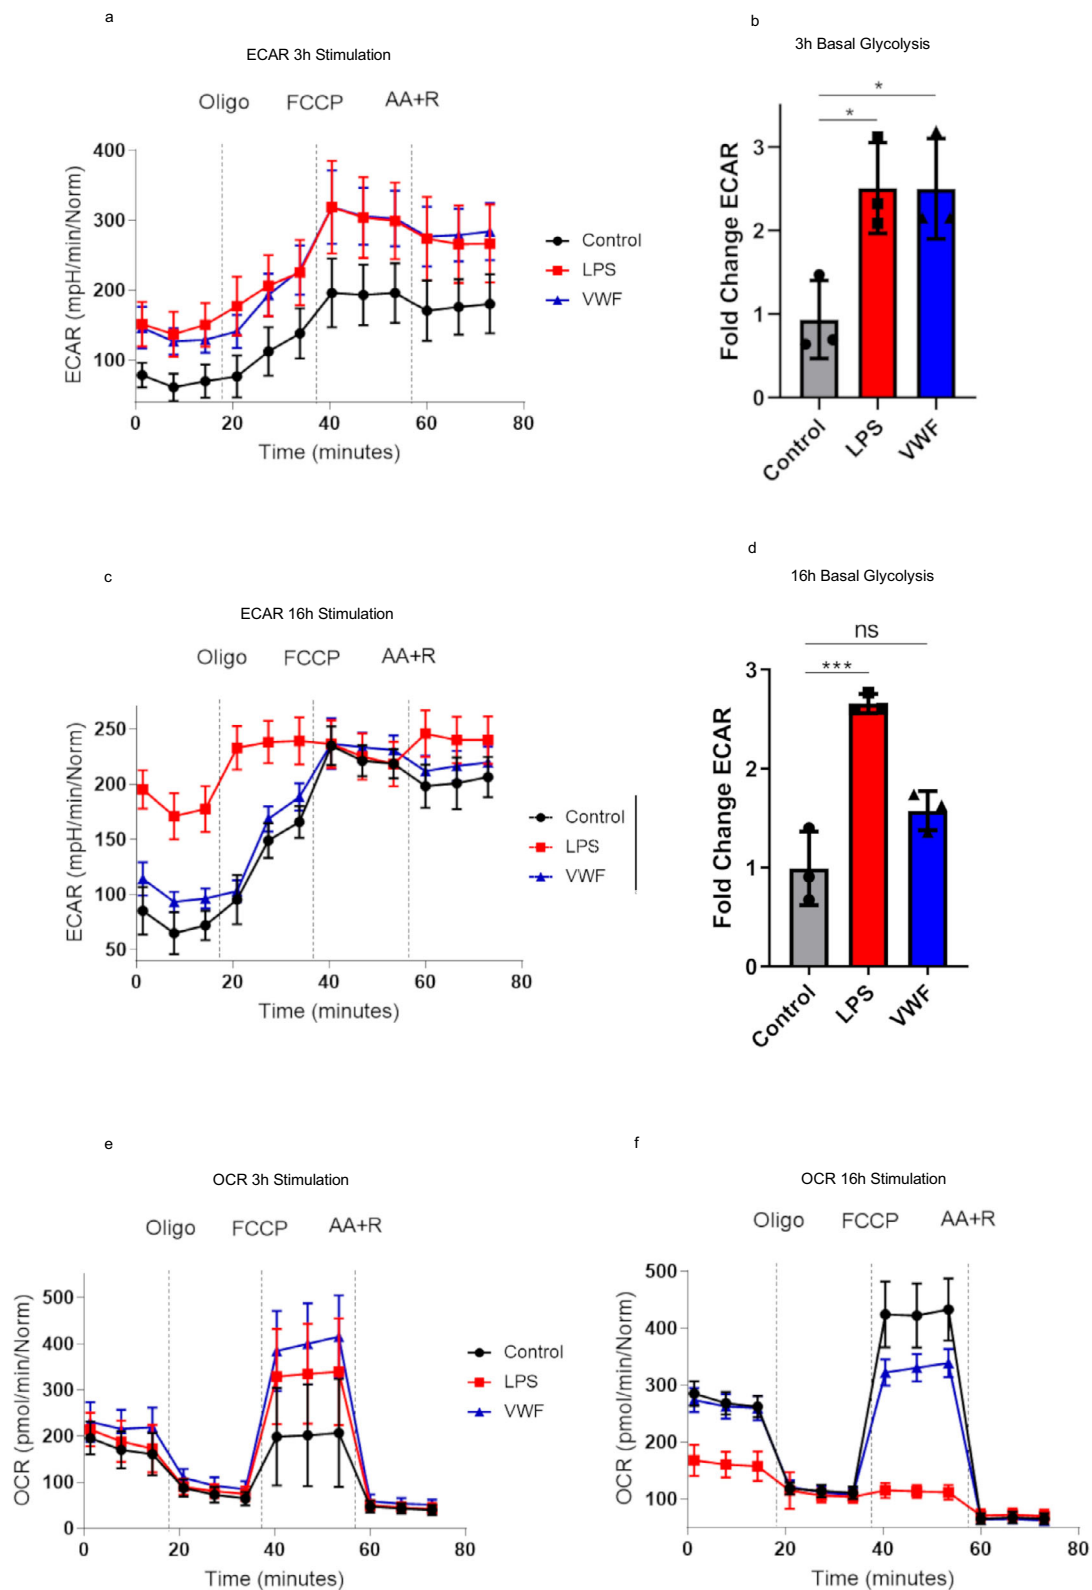 a
ECAR 3h Stimulation
Oligo FCCP AA+R
ECAR (mpH/min/Norm)
400
300
200
100
0 20 40 60 80
Time (minutes)
Control
LPS
VWF
b
3h Basal Glycolysis
*
*
Fold Change ECAR
3
2
1
0
Control LPS VWF
c
ECAR 16h Stimulation
Oligo FCCP AA+R
ECAR (mpH/min/Norm)
250
200
150
100
50
0 20 40 60 80
Time (minutes)
Control
LPS
VWF
d
16h Basal Glycolysis
ns
***
Fold Change ECAR
3
2
1
0
Control LPS VWF
e
OCR 3h Stimulation
Oligo FCCP AA+R
OCR (pmol/min/Norm)
500
400
300
200
100
0
0 20 40 60 80
Time (minutes)
Control
LPS
VWF
f
OCR 16h Stimulation
Oligo FCCP AA+R
OCR (pmol/min/Norm)
500
400
300
200
100
0 20 40 60 80
Time (minutes)